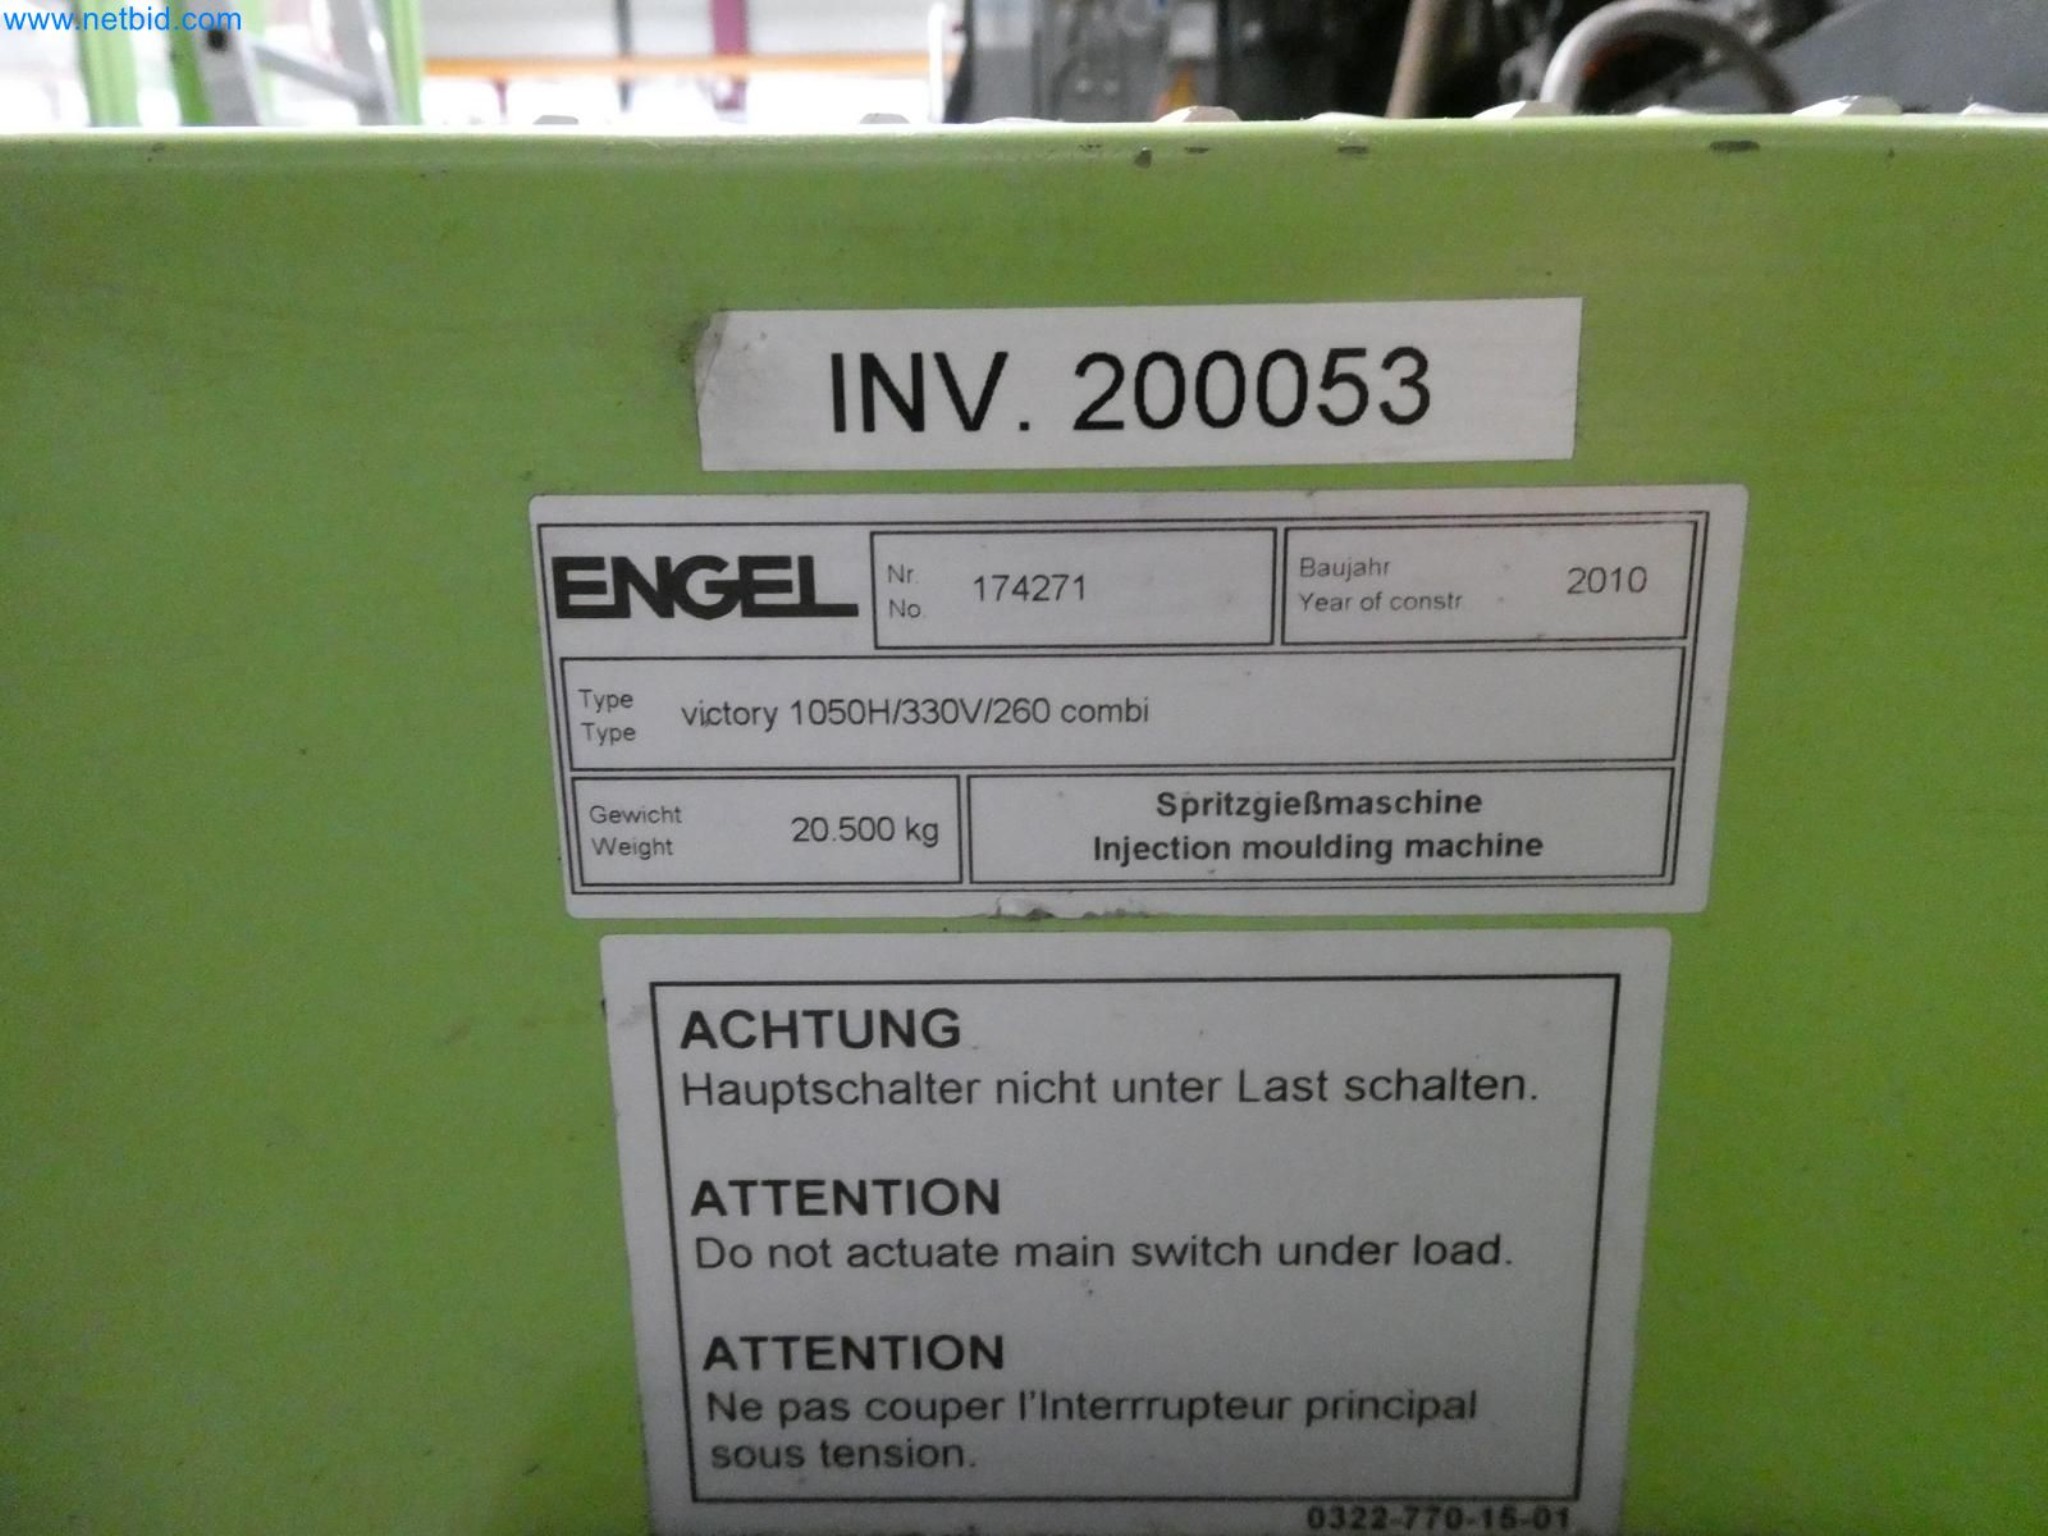 www.netbid.com
INV. 200053
ENGEL
Nr.
No.
174271
Baujahr
Year of constr
2010
Type
Type
victory 1050H/330V/260 combi
Gewicht
Weight
20.500 kg
Spritzgießmaschine
Injection moulding machine
ACHTUNG
Hauptschalter nicht unter Last schalten.
ATTENTION
Do not actuate main switch under load.
ATTENTION
Ne pas couper l'Interrrupteur principal
sous tension.
0322-770-15-01